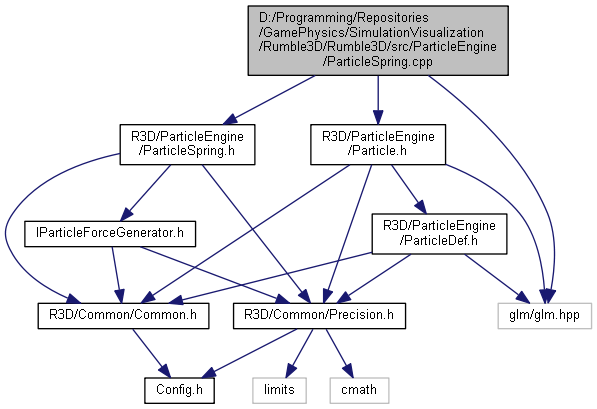 D:/Programming/Repositories
/GamePhysics/SimulationVisualization
/Rumble3D/Rumble3D/src/ParticleEngine
/ParticleSpring.cpp
R3D/ParticleEngine
/ParticleSpring.h
R3D/ParticleEngine
/Particle.h
IParticleForceGenerator.h
R3D/ParticleEngine
/ParticleDef.h
R3D/Common/Common.h
R3D/Common/Precision.h
glm/glm.hpp
Config.h
limits
cmath